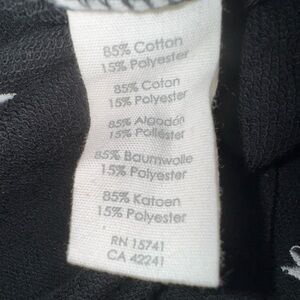 85% Cotton
15% Polyester
85% Coton
15% Polyester
85% Algodón
15% Poliéster
85% Baumwolle
15% Polyester
85% Katoen
15% Polyester
RN 15741
CA 42241